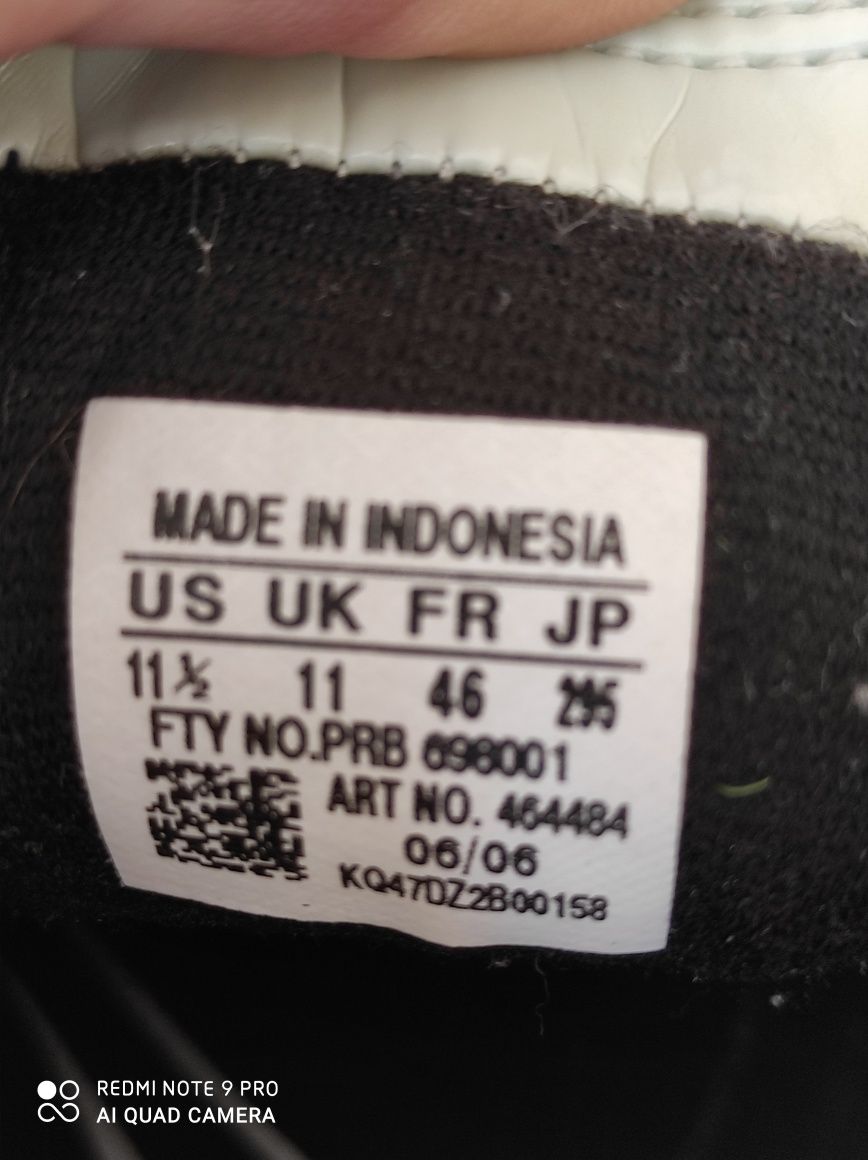 MADE IN INDONESIA
US UK FR JP
11½ 11 46 295
FTY NO.PRB 698001
ART NO. 464484
06/06
KQ47DZ2B00158
REDMI NOTE 9 PRO
AI QUAD CAMERA